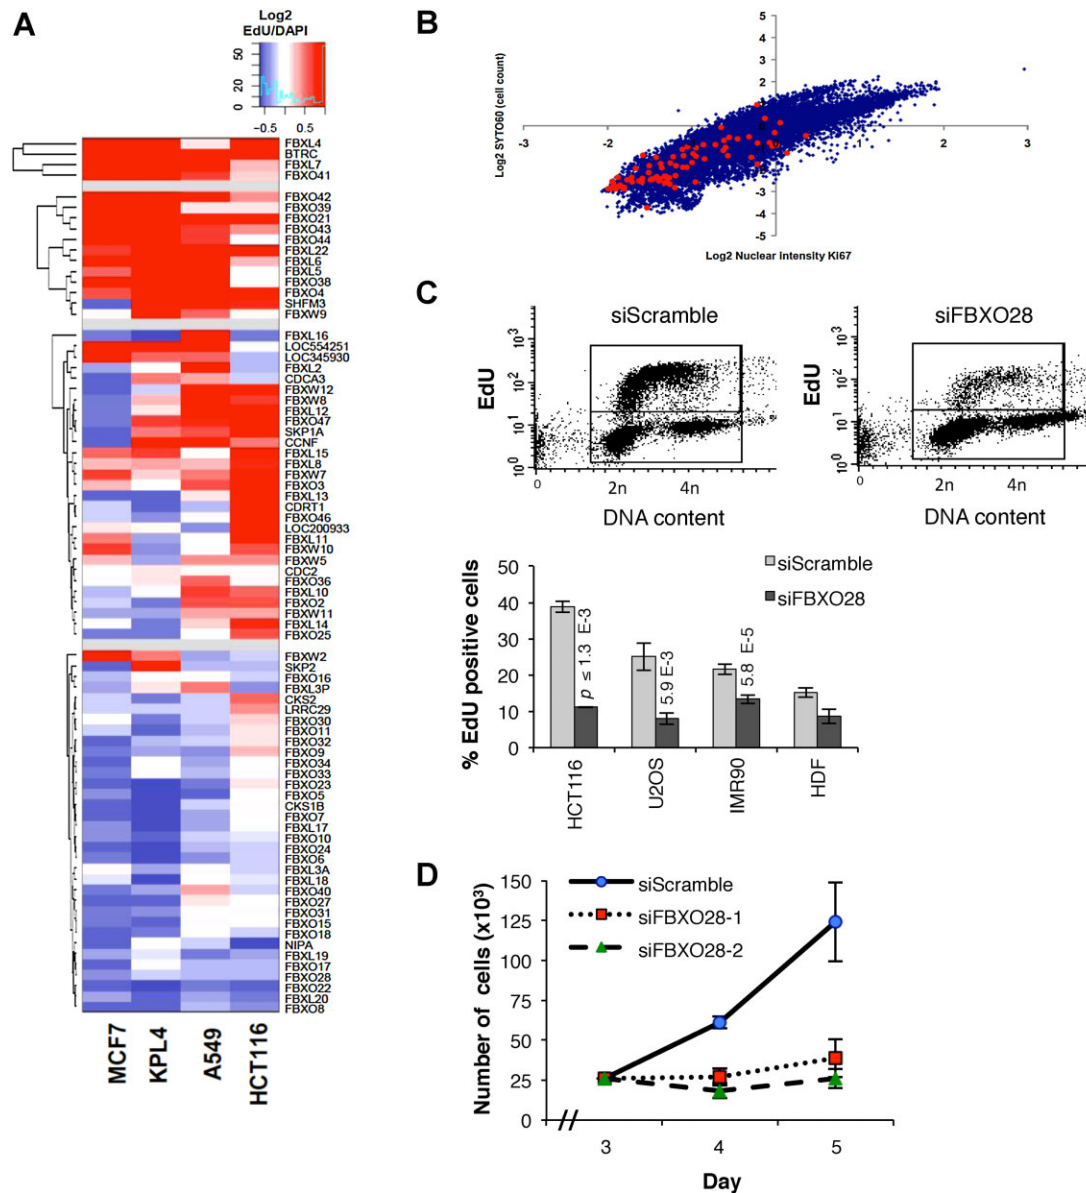 A
Log2
EdU/DAPI
0 20 40
−0.5 0.5
FBXL4
BTRC
FBXL7
FBXO41
FBXO42
FBXO39
FBXO21
FBXO43
FBXO44
FBXL22
FBXL6
FBXL5
FBXO38
FBXO4
SHFM3
FBXW9
FBXL16
LOC554251
LOC345930
FBXL2
CDCA3
FBXW12
FBXW8
FBXL12
FBXO47
SKP1A
CCNF
FBXL15
FBXL8
FBXW7
FBXO3
FBXL13
CDRT1
FBXO46
LOC200933
FBXL11
FBXW10
FBXW5
CDC2
FBXO36
FBXL10
FBXO2
FBXW11
FBXL14
FBXO25
FBXW2
SKP2
FBXO16
FBXL3P
CKS2
LRRC29
FBXO30
FBXO11
FBXO32
FBXO9
FBXO34
FBXO33
FBXO23
FBXO5
CKS1B
FBXO7
FBXL17
FBXO10
FBXO24
FBXO6
FBXL3A
FBXL18
FBXO40
FBXO27
FBXO31
FBXO15
FBXO18
NIPA
FBXL19
FBXO17
FBXO28
FBXO22
FBXL20
FBXO8
MCF7 KPL4 A549 HCT116
B
Log2 SYTO60 (cell count)
5
4
3
2
1
-3 -2 -1 0 1 2 3
-1
-2
-3
-4
-5
Log2 Nuclear intensity Ki67
C
siScramble siFBXO28
EdU
10³
10²
10¹
10⁰
0 2n 4n
DNA content
EdU
10³
10²
10¹
10⁰
0 2n 4n
DNA content
% EdU positive cells
50
40
30
20
10
0
siScramble
siFBXO28
p ≤ 1.3 E-3
5.9 E-3
5.8 E-5
HCT116 U2OS IMR90 HDF
D
Number of cells (x10³)
150
125
100
75
50
25
0
siScramble
siFBXO28-1
siFBXO28-2
3 4 5
Day